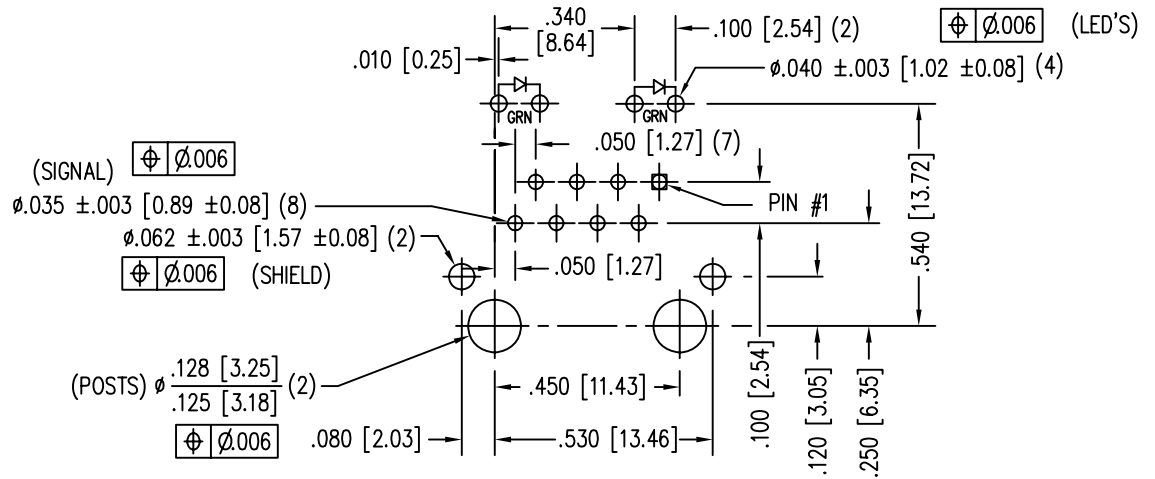 .340
[8.64]
.100 [2.54] (2)
⌖ Ø.006 (LED'S)
.010 [0.25]
Ø.040 ±.003 [1.02 ±0.08] (4)
GRN
GRN
.050 [1.27] (7)
(SIGNAL) ⌖ Ø.006
Ø.035 ±.003 [0.89 ±0.08] (8)
PIN #1
Ø.062 ±.003 [1.57 ±0.08] (2)
⌖ Ø.006 (SHIELD)
.050 [1.27]
.540 [13.72]
(POSTS) Ø .128 [3.25] (2)
.125 [3.18]
⌖ Ø.006
.450 [11.43]
.080 [2.03]
.530 [13.46]
.100 [2.54]
.120 [3.05]
.250 [6.35]